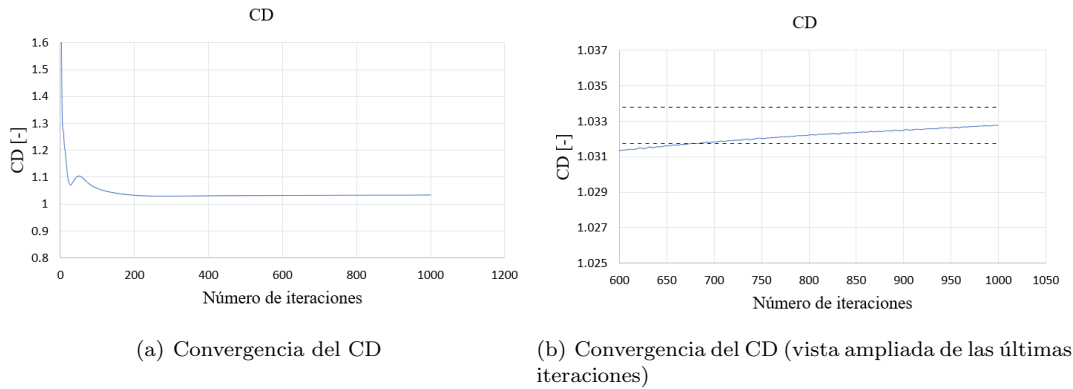 CD
1.6
1.5
1.4
1.3
1.2
1.1
1
0.9
0.8
CD [-]
0 200 400 600 800 1000 1200
Número de iteraciones
(a) Convergencia del CD
CD
1.037
1.035
1.033
1.031
1.029
1.027
1.025
CD [-]
600 650 700 750 800 850 900 950 1000 1050
Número de iteraciones
(b) Convergencia del CD (vista ampliada de las últimas
iteraciones)